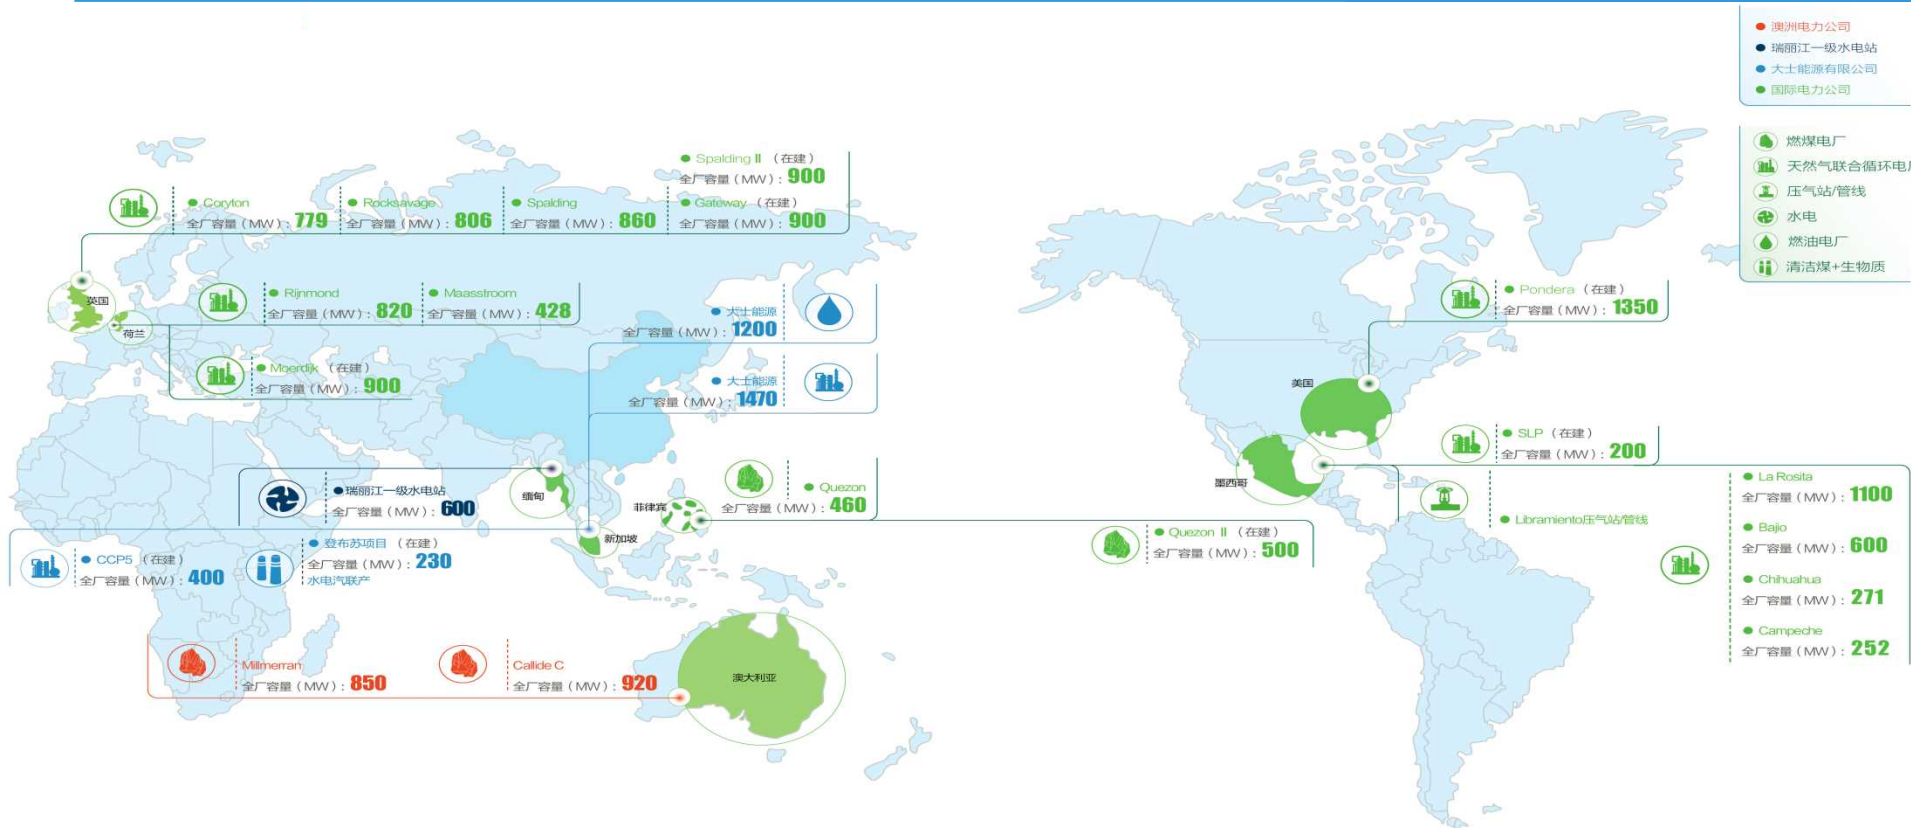 澳洲电力公司
瑞丽江一级水电站
大士能源有限公司
国际电力公司
燃煤电厂
天然气联合循环电厂
压气站/管线
水电
燃油电厂
清洁煤+生物质
Spalding II （在建）
全厂容量（MW）: 900
Coryton
全厂容量（MW）: 779
Rocksavage
全厂容量（MW）: 806
Spalding
全厂容量（MW）: 860
Gateway （在建）
全厂容量（MW）: 900
英国
荷兰
Rijnmond
全厂容量（MW）: 820
Maasstroom
全厂容量（MW）: 428
Moerdijk （在建）
全厂容量（MW）: 900
大士能源
全厂容量（MW）: 1200
大士能源
全厂容量（MW）: 1470
瑞丽江一级水电站
全厂容量（MW）: 600
缅甸
菲律宾
新加坡
Quezon
全厂容量（MW）: 460
CCP5 （在建）
全厂容量（MW）: 400
登布苏项目 （在建）
全厂容量（MW）: 230
水电汽联产
Millmerran
全厂容量（MW）: 850
Callide C
全厂容量（MW）: 920
澳大利亚
Pondera （在建）
全厂容量（MW）: 1350
美国
SLP （在建）
全厂容量（MW）: 200
墨西哥
Libramiento压气站/管线
Quezon II （在建）
全厂容量（MW）: 500
La Rosita
全厂容量（MW）: 1100
Bajio
全厂容量（MW）: 600
Chihuahua
全厂容量（MW）: 271
Campeche
全厂容量（MW）: 252